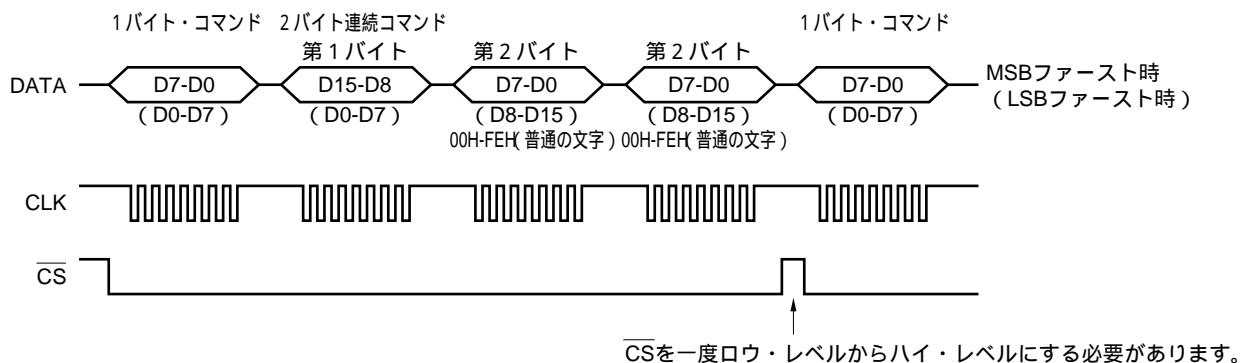 1バイト・コマンド 2バイト連続コマンド 1バイト・コマンド
第1バイト 第2バイト 第2バイト
DATA D7-D0 D15-D8 D7-D0 D7-D0 D7-D0 MSBファースト時
(D0-D7) (D0-D7) (D8-D15) (D8-D15) (D0-D7) (LSBファースト時)
00H-FEH(普通の文字) 00H-FEH(普通の文字)
CLK
CS
CSを一度ロウ・レベルからハイ・レベルにする必要があります。